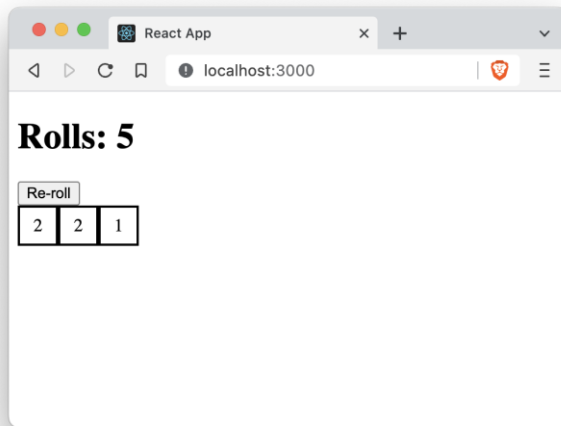 React App
localhost:3000
Rolls: 5
Re-roll
2 2 1